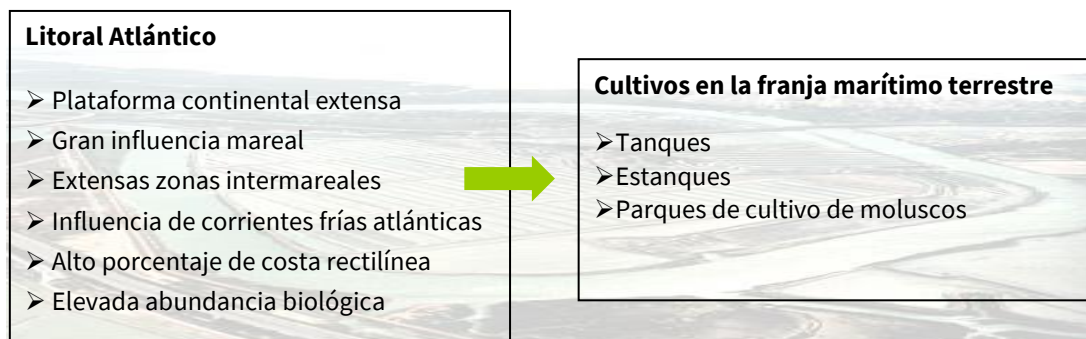 Litoral Atlántico
➢ Plataforma continental extensa
➢ Gran influencia mareal
➢ Extensas zonas intermareales
➢ Influencia de corrientes frías atlánticas
➢ Alto porcentaje de costa rectilínea
➢ Elevada abundancia biológica
Cultivos en la franja marítimo terrestre
➢Tanques
➢Estanques
➢Parques de cultivo de moluscos